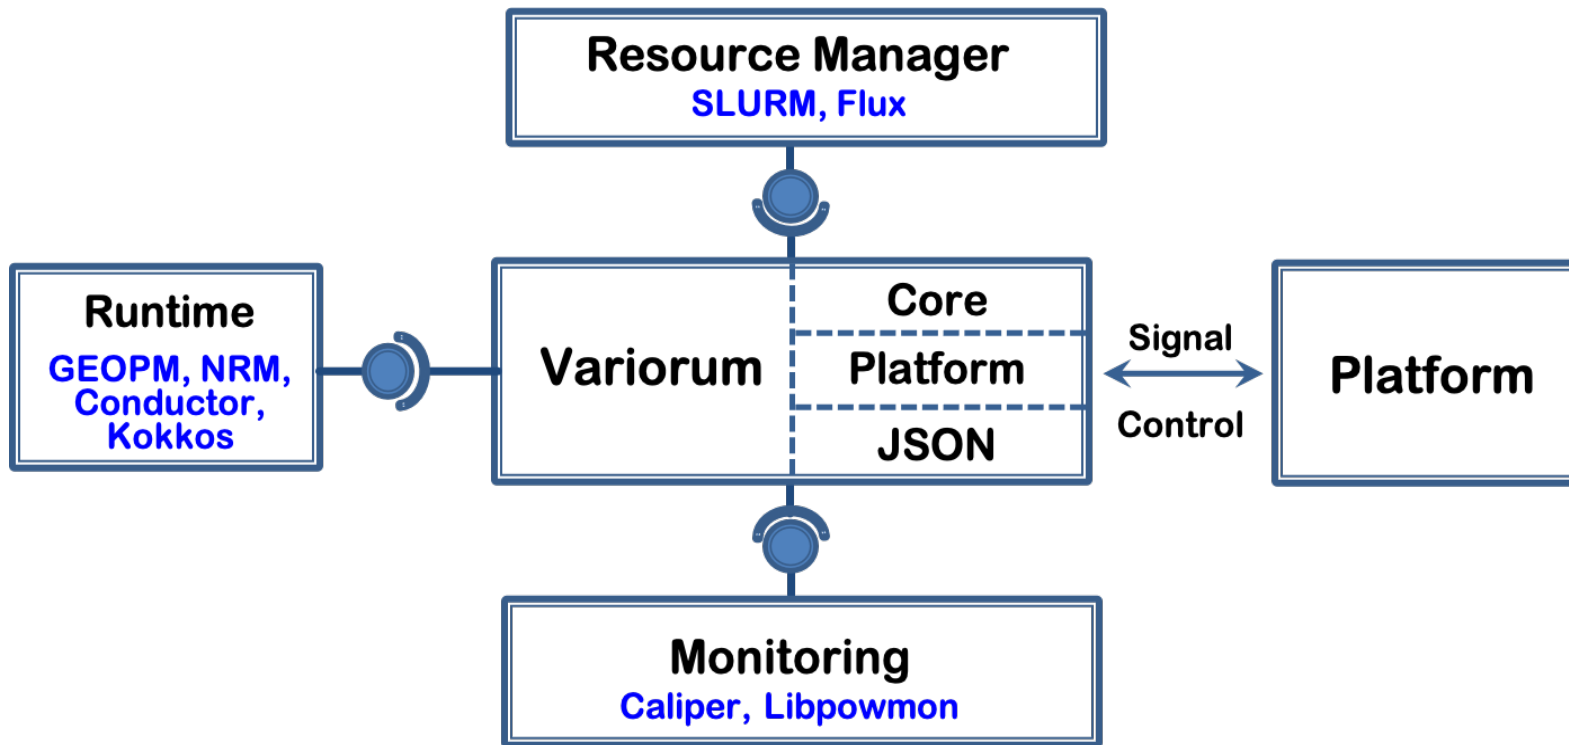 Resource Manager
SLURM, Flux
Runtime
GEOPM, NRM,
Conductor,
Kokkos
Variorum
Core
Platform
JSON
Signal
Control
Platform
Monitoring
Caliper, Libpowmon